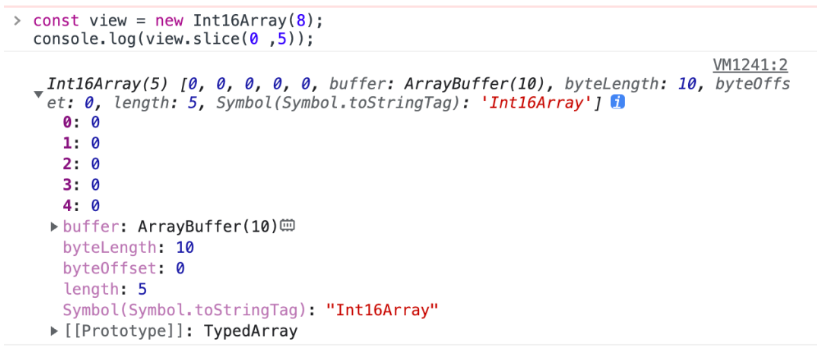 > const view = new Int16Array(8);
console.log(view.slice(0 ,5));
VM1241:2
Int16Array(5) [0, 0, 0, 0, 0, buffer: ArrayBuffer(10), byteLength: 10, byteOffs
et: 0, length: 5, Symbol(Symbol.toStringTag): 'Int16Array'] i
0: 0
1: 0
2: 0
3: 0
4: 0
buffer: ArrayBuffer(10)
byteLength: 10
byteOffset: 0
length: 5
Symbol(Symbol.toStringTag): "Int16Array"
[[Prototype]]: TypedArray